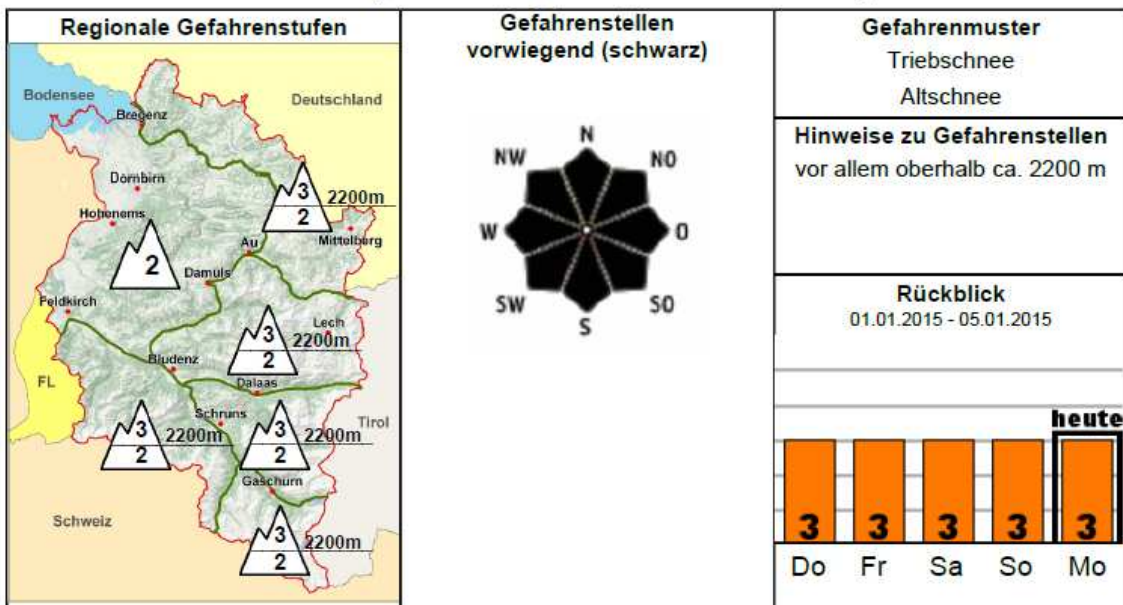 Regionale Gefahrenstufen
Bodensee
Deutschland
Bregenz
Dornbirn
3
2200m
2
Hohenems
Mittelberg
Au
2
Damüls
Feldkirch
Lech
3
2200m
2
Bludenz
FL
Dalaas
Tirol
Schruns
3
2200m
2
3
2200m
2
Gaschurn
Schweiz
3
2200m
2
Gefahrenstellen
vorwiegend (schwarz)
N
NW
NO
W
O
SW
SO
S
Gefahrenmuster
Triebschnee
Altschnee
Hinweise zu Gefahrenstellen
vor allem oberhalb ca. 2200 m
Rückblick
01.01.2015 - 05.01.2015
heute
3 3 3 3 3
Do Fr Sa So Mo